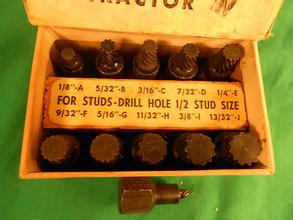 TRACTOR
1/8"-A 5/32"-B 3/16"-C 7/32"-D 1/4"-E
FOR STUDS-DRILL HOLE 1/2 STUD SIZE
9/32"-F 5/16"-G 11/32"-H 3/8"-I 13/32"-J